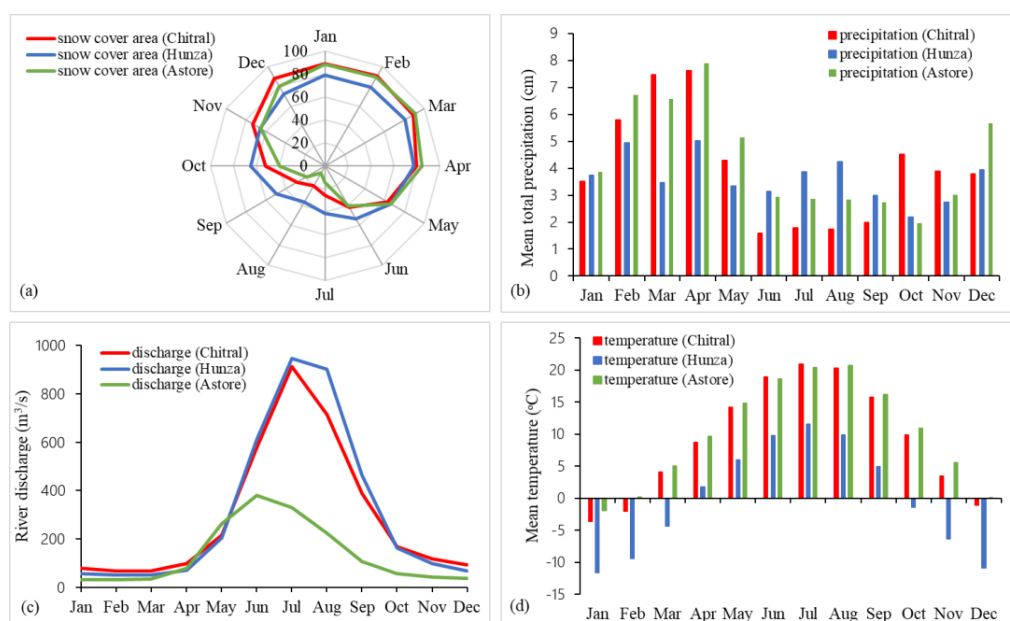 snow cover area (Chitral)
snow cover area (Hunza)
snow cover area (Astore)
Jan
Feb
Mar
Apr
May
Jun
Jul
Aug
Sep
Oct
Nov
Dec
100
80
60
40
20
0
(a)
precipitation (Chitral)
precipitation (Hunza)
precipitation (Astore)
Mean total precipitation (cm)
9
8
7
6
5
4
3
2
1
0
Jan Feb Mar Apr May Jun Jul Aug Sep Oct Nov Dec
(b)
discharge (Chitral)
discharge (Hunza)
discharge (Astore)
River discharge (m³/s)
1000
800
600
400
200
0
Jan Feb Mar Apr May Jun Jul Aug Sep Oct Nov Dec
(c)
temperature (Chitral)
temperature (Hunza)
temperature (Astore)
Mean temperature (ºC)
25
20
15
10
5
0
-5
-10
-15
Jan Feb Mar Apr May Jun Jul Aug Sep Oct Nov Dec
(d)